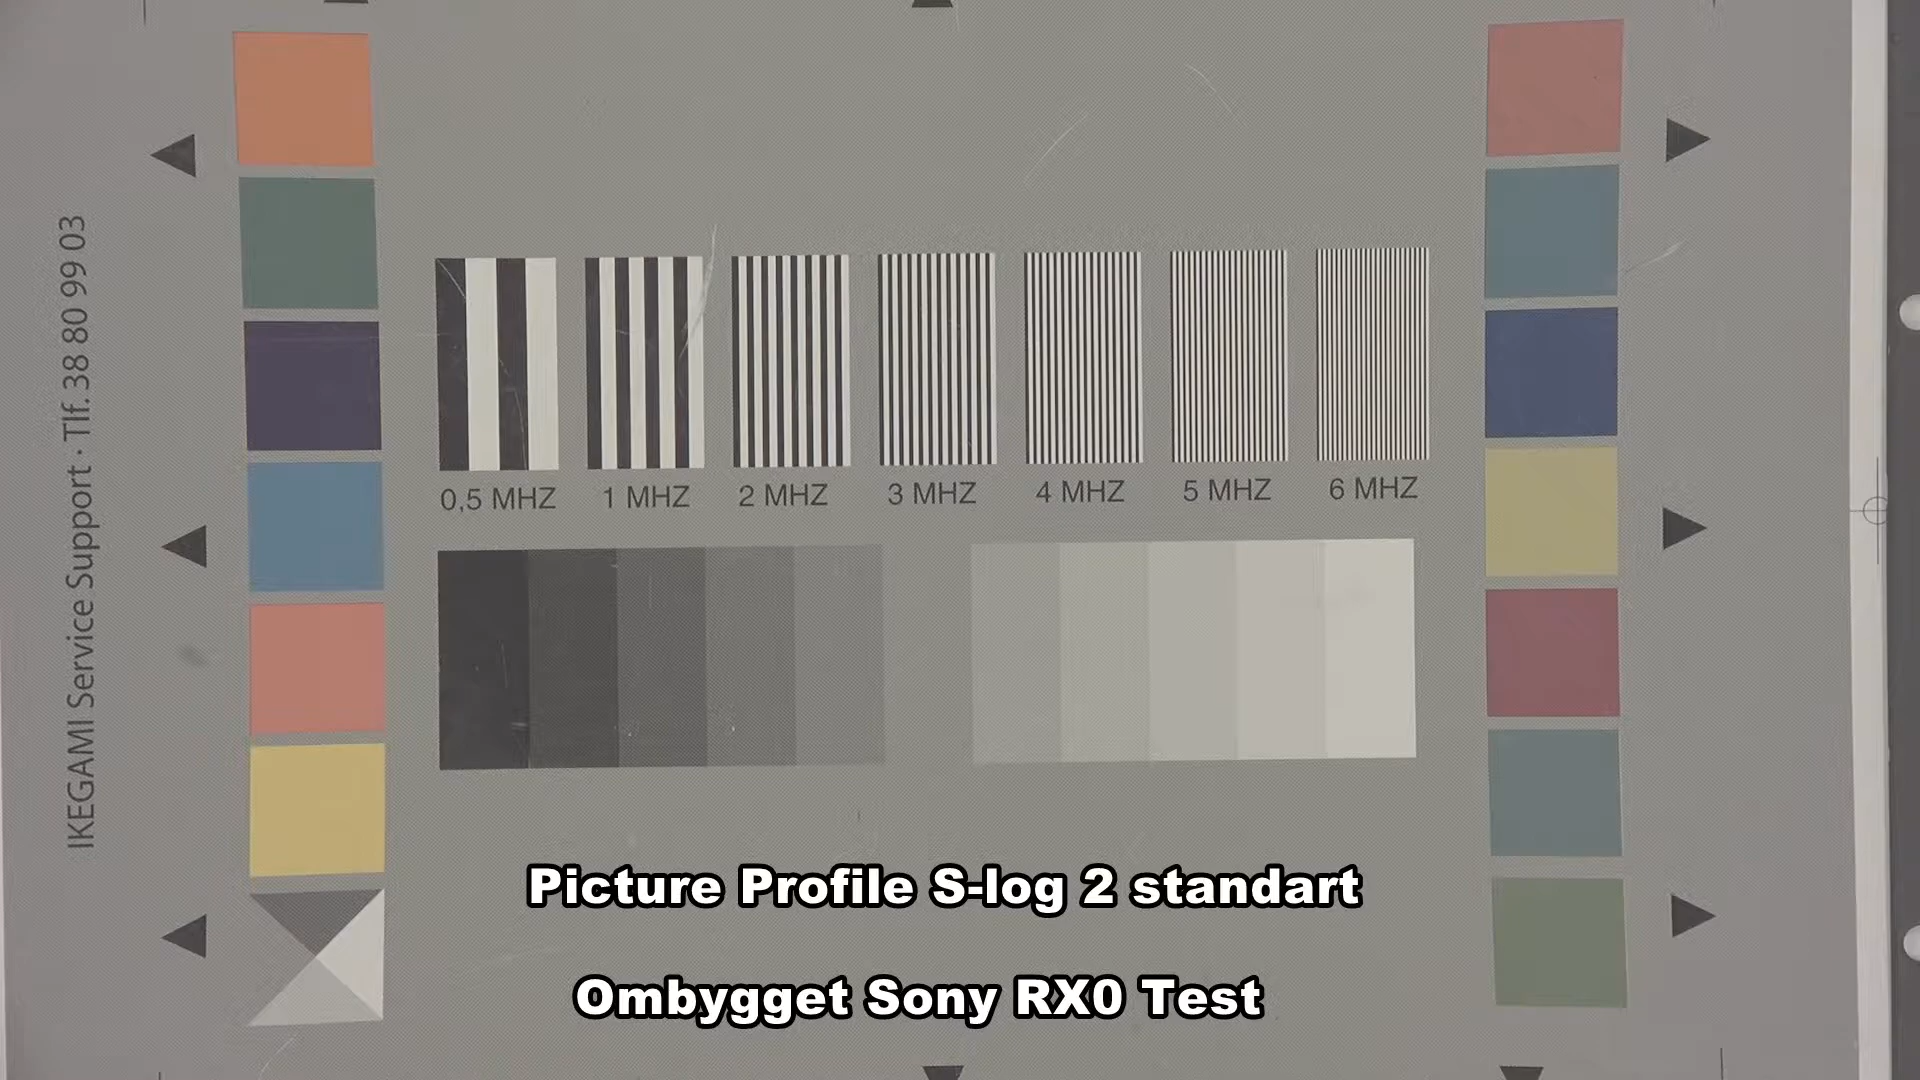 IKEGAMI Service Support · Tlf. 38 80 99 03
0,5 MHZ 1 MHZ 2 MHZ 3 MHZ 4 MHZ 5 MHZ 6 MHZ
Picture Profile S-log 2 standart
Ombygget Sony RX0 Test